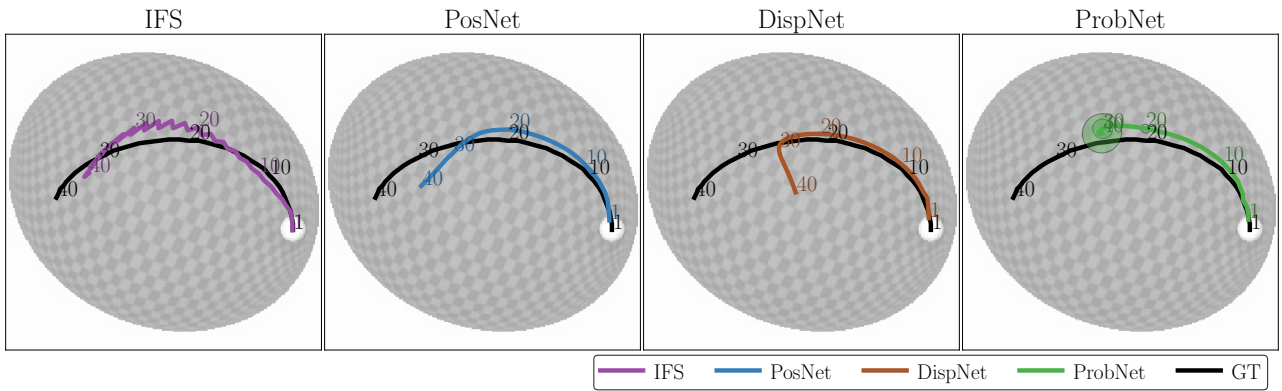 IFS PosNet DispNet ProbNet
30 20 20 10 10 30 40 40 1
20 20 30 30 10 10 40 40 1 1
20 20 30 30 10 10 40 40 1 1
40 30 20 20 30 10 10 40 1 1
IFS PosNet DispNet ProbNet GT